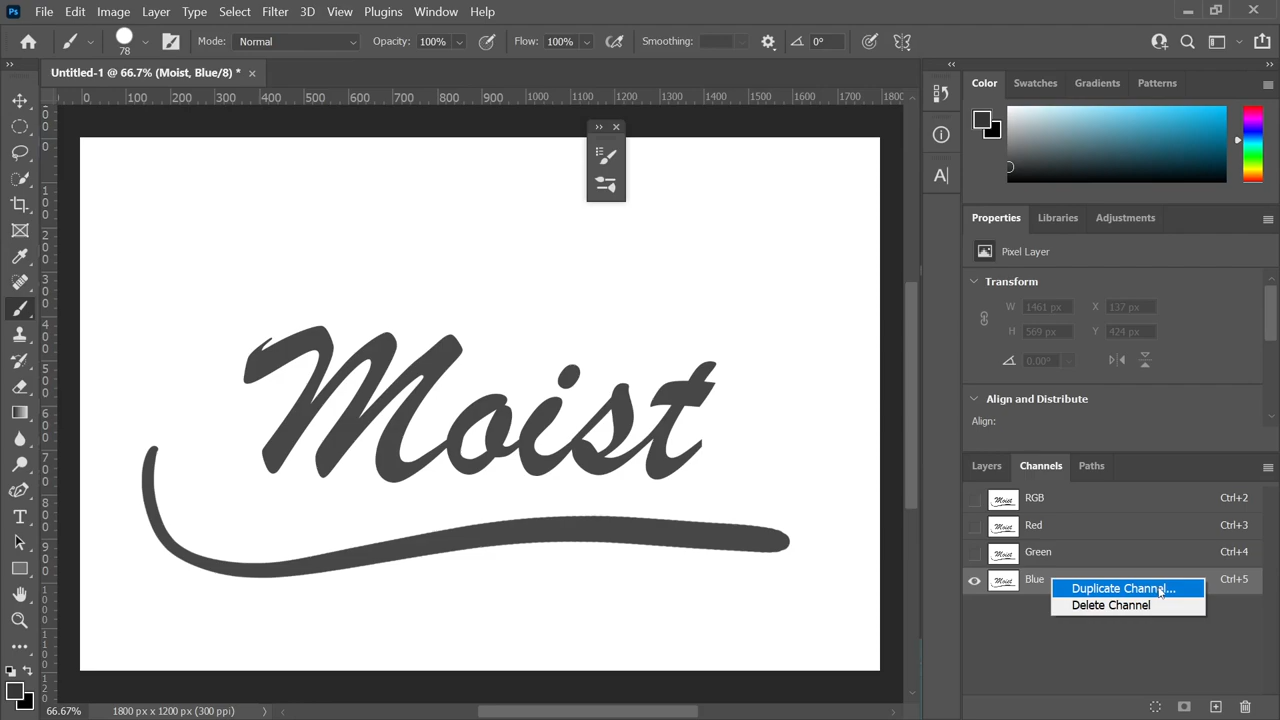 Ps File Edit Image Layer Type Select Filter 3D View Plugins Window Help
78 Mode: Normal Opacity: 100% Flow: 100% Smoothing: 0°
Untitled-1 @ 66.7% (Moist, Blue/8) *
0 100 200 300 400 500 600 700 800 900 1000 1100 1200 1300 1400 1500 1600 1700 1800
Color Swatches Gradients Patterns
Properties Libraries Adjustments
Pixel Layer
Transform
W 1461 px X 137 px
H 569 px Y 424 px
0.00°
Align and Distribute
Align:
Moist
Layers Channels Paths
RGB Ctrl+2
Red Ctrl+3
Green Ctrl+4
Blue Ctrl+5
Duplicate Channel...
Delete Channel
66.67% 1800 px x 1200 px (300 ppi)